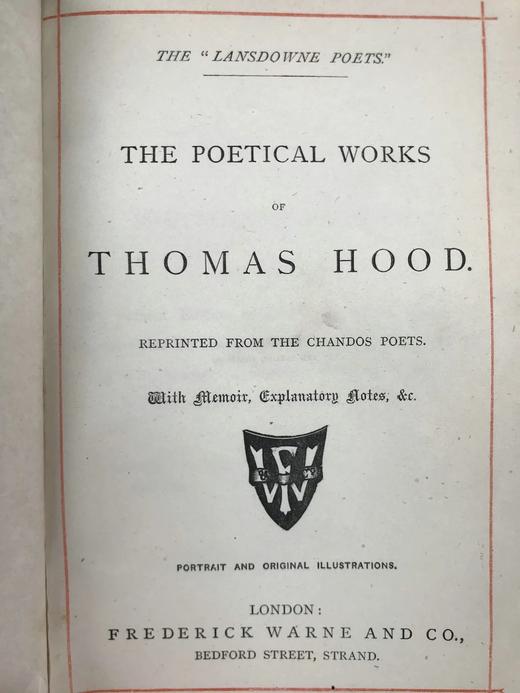 THE "LANSDOWNE POETS."
THE POETICAL WORKS
OF
THOMAS HOOD.
REPRINTED FROM THE CHANDOS POETS.
With Memoir, Explanatory Notes, &c.
PORTRAIT AND ORIGINAL ILLUSTRATIONS.
LONDON:
FREDERICK WARNE AND CO.,
BEDFORD STREET, STRAND.